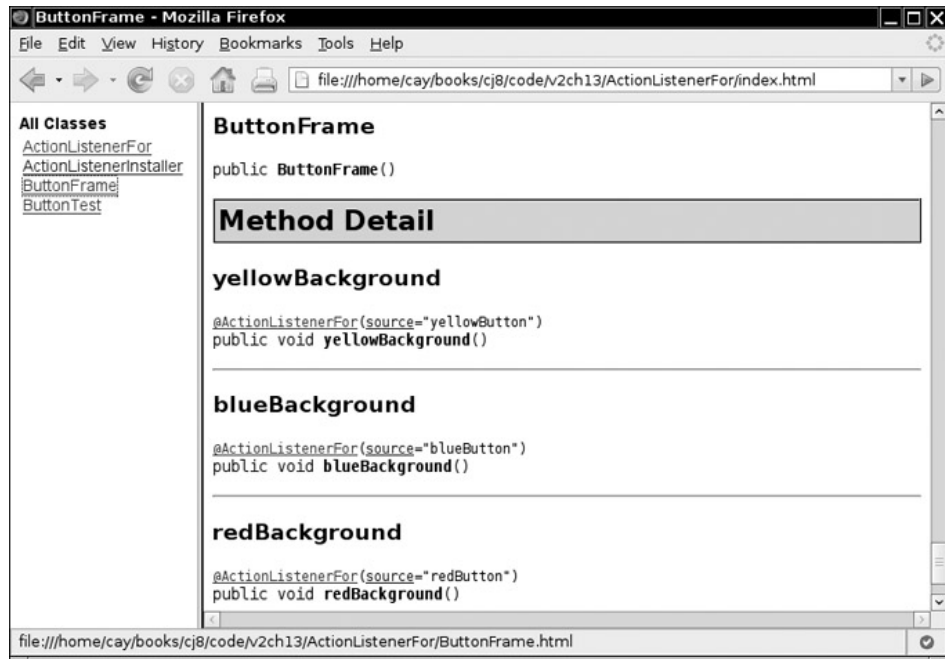 ButtonFrame - Mozilla Firefox
File Edit View History Bookmarks Tools Help
file:///home/cay/books/cj8/code/v2ch13/ActionListenerFor/index.html
All Classes
ActionListenerFor
ActionListenerInstaller
ButtonFrame
ButtonTest
ButtonFrame
public ButtonFrame()
Method Detail
yellowBackground
@ActionListenerFor(source="yellowButton")
public void yellowBackground()
blueBackground
@ActionListenerFor(source="blueButton")
public void blueBackground()
redBackground
@ActionListenerFor(source="redButton")
public void redBackground()
file:///home/cay/books/cj8/code/v2ch13/ActionListenerFor/ButtonFrame.html